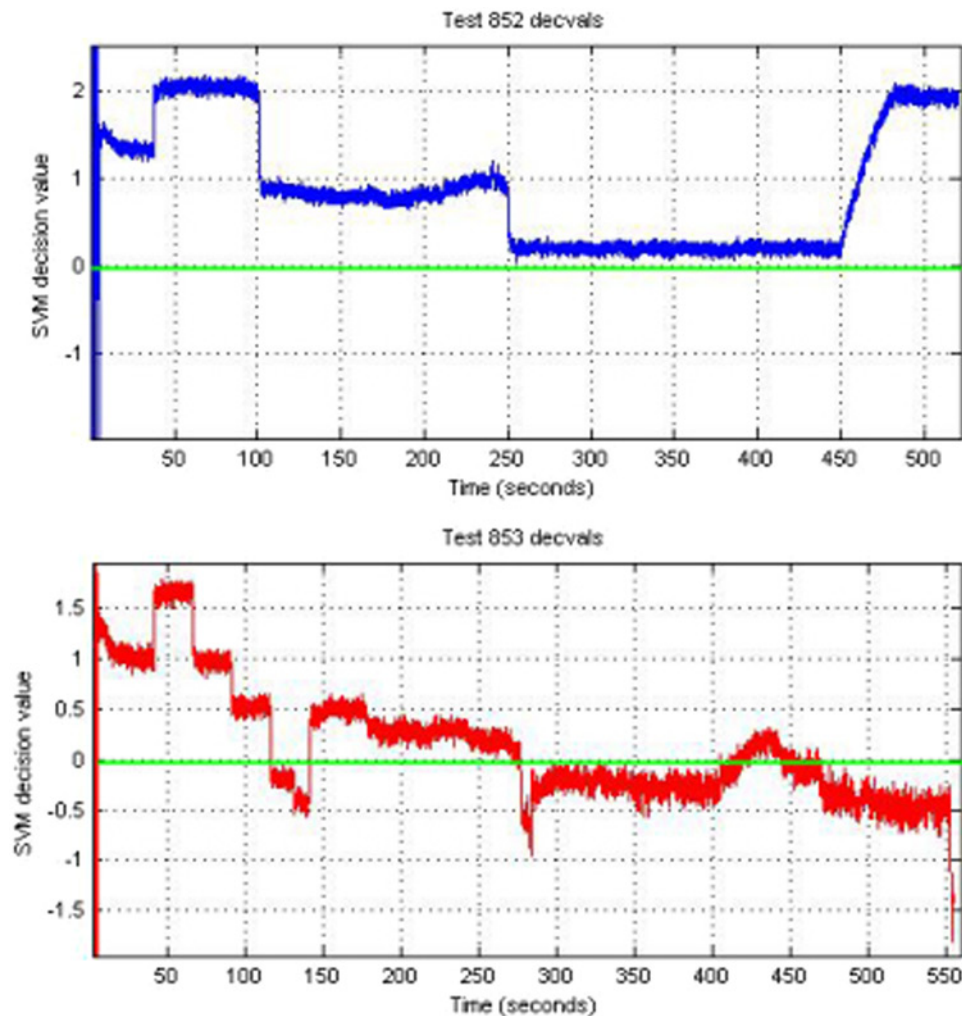 Test 852 decvals
2
1
0
-1
SVM decision value
50 100 150 200 250 300 350 400 450 500
Time (seconds)
Test 853 decvals
1.5
1
0.5
0
-0.5
-1
-1.5
SVM decision value
50 100 150 200 250 300 350 400 450 500 550
Time (seconds)